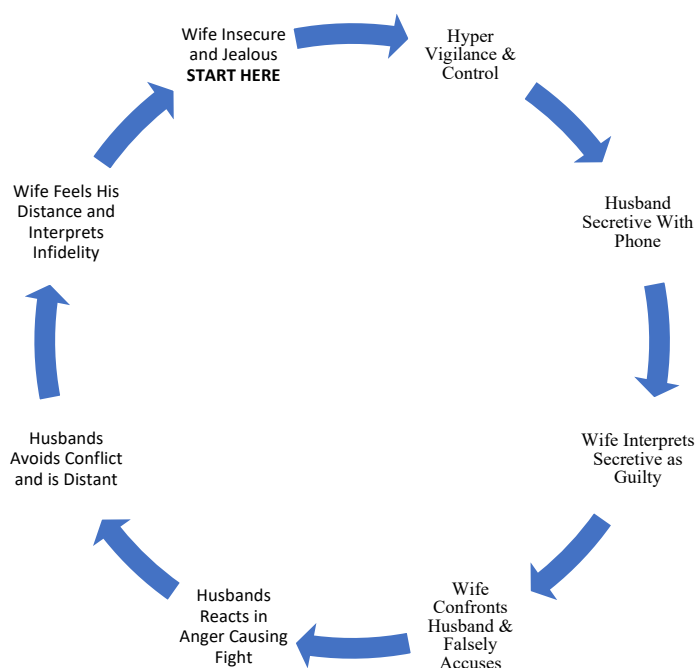 Wife Insecure
and Jealous
START HERE
Hyper
Vigilance &
Control
Husband
Secretive With
Phone
Wife Interprets
Secretive as
Guilty
Wife
Confronts
Husband &
Falsely
Accuses
Husbands
Reacts in
Anger Causing
Fight
Husbands
Avoids Conflict
and is Distant
Wife Feels His
Distance and
Interprets
Infidelity